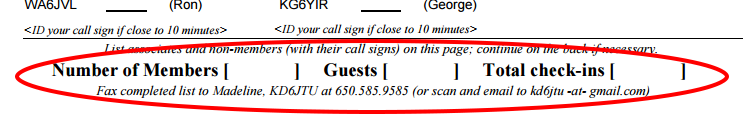 WA6JVL ____ (Ron) KG6YIR ____ (George)
<ID your call sign if close to 10 minutes> <ID your call sign if close to 10 minutes>
List associates and non-members (with their call signs) on this page; continue on the back if necessary.
Number of Members [ ] Guests [ ] Total check-ins [ ]
Fax completed list to Madeline, KD6JTU at 650.585.9585 (or scan and email to kd6jtu -at- gmail.com)